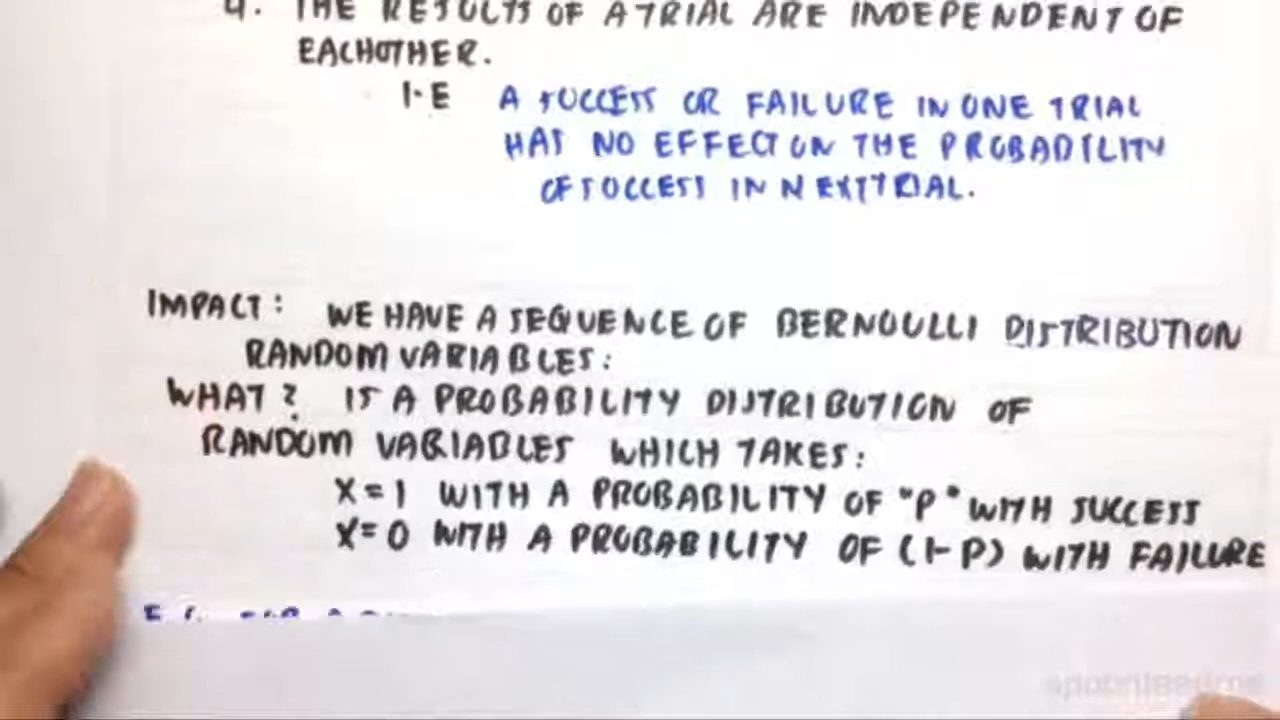 4. THE RESULTS OF A TRIAL ARE INDEPENDENT OF
EACHOTHER.
I.E A SUCCESS OR FAILURE IN ONE TRIAL
HAS NO EFFECT ON THE PROBABILITY
OF SUCCESS IN NEXT TRIAL.
IMPACT: WE HAVE A SEQUENCE OF BERNOULLI DISTRIBUTION
RANDOM VARIABLES:
WHAT? IS A PROBABILITY DISTRIBUTION OF
RANDOM VARIABLES WHICH TAKES:
X=1 WITH A PROBABILITY OF "P" WITH SUCCESS
X=0 WITH A PROBABILITY OF (1-P) WITH FAILURE